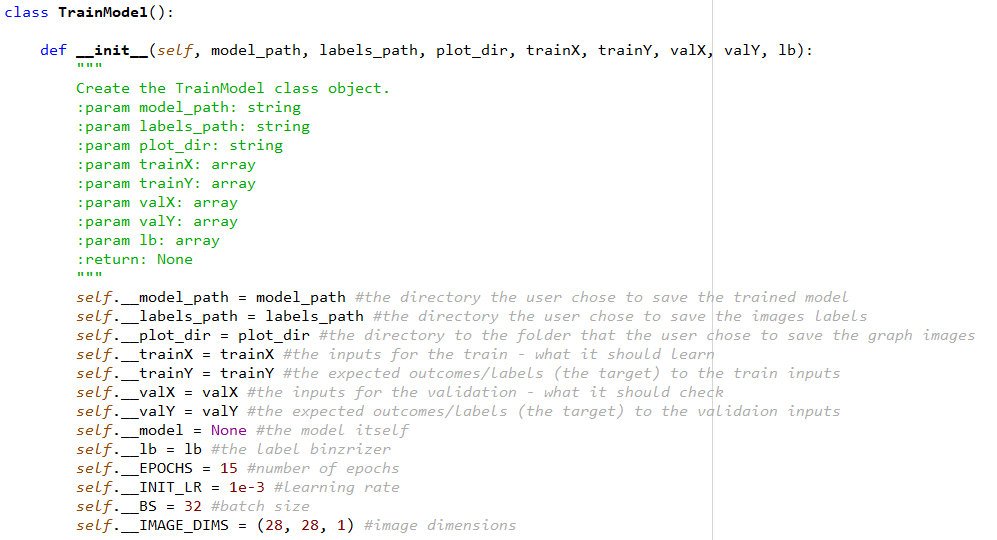 class TrainModel():
def __init__(self, model_path, labels_path, plot_dir, trainX, trainY, valX, valY, lb):
"""
Create the TrainModel class object.
:param model_path: string
:param labels_path: string
:param plot_dir: string
:param trainX: array
:param trainY: array
:param valX: array
:param valY: array
:param lb: array
:return: None
"""
self.__model_path = model_path #the directory the user chose to save the trained model
self.__labels_path = labels_path #the directory the user chose to save the images labels
self.__plot_dir = plot_dir #the directory to the folder that the user chose to save the graph images
self.__trainX = trainX #the inputs for the train - what it should learn
self.__trainY = trainY #the expected outcomes/labels (the target) to the train inputs
self.__valX = valX #the inputs for the validation - what it should check
self.__valY = valY #the expected outcomes/labels (the target) to the validaion inputs
self.__model = None #the model itself
self.__lb = lb #the label binzrizer
self.__EPOCHS = 15 #number of epochs
self.__INIT_LR = 1e-3 #learning rate
self.__BS = 32 #batch size
self.__IMAGE_DIMS = (28, 28, 1) #image dimensions